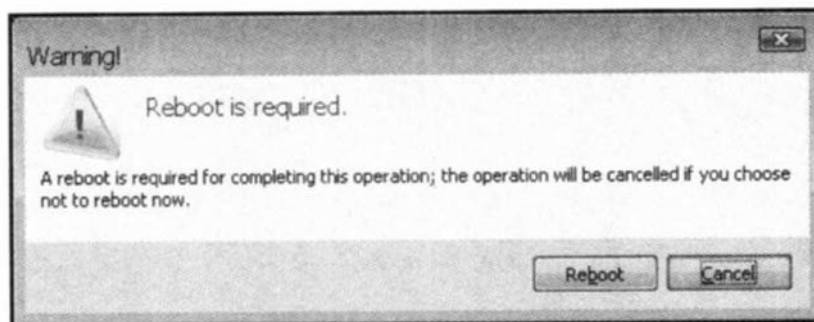 Warning!
Reboot is required.
A reboot is required for completing this operation; the operation will be cancelled if you choose
not to reboot now.
Reboot
Cancel